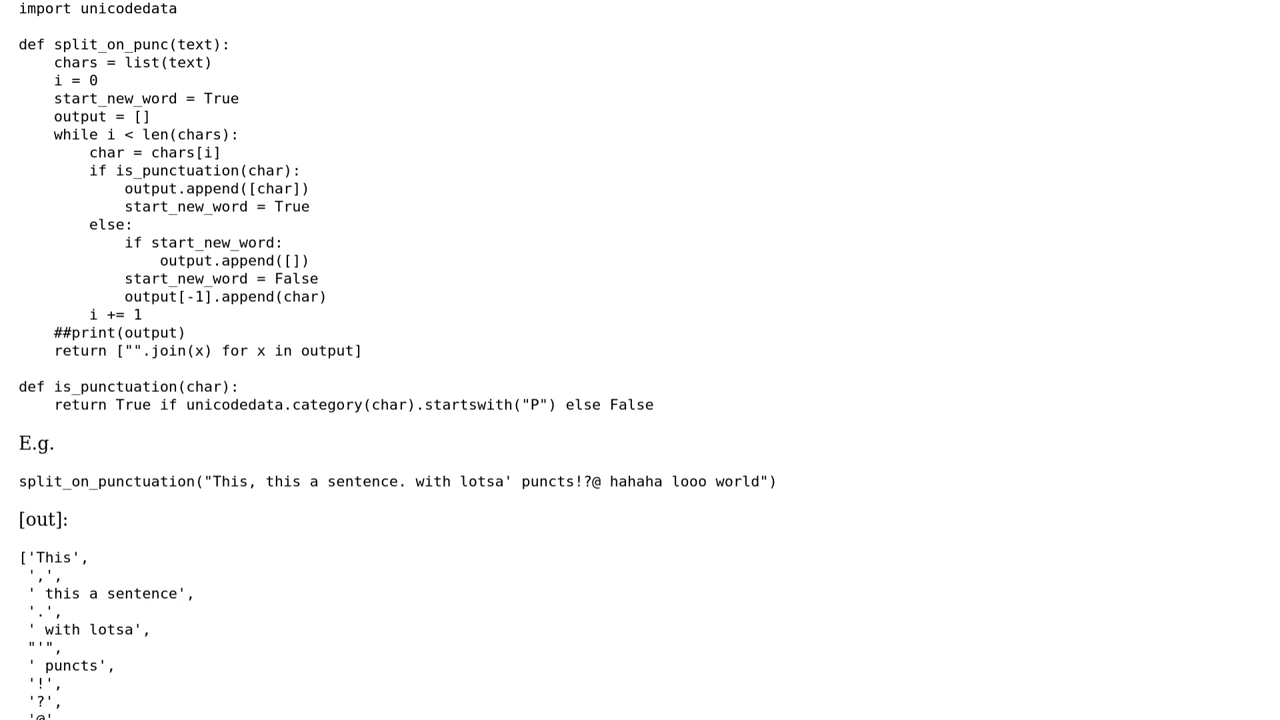 import unicodedata

def split_on_punc(text):
    chars = list(text)
    i = 0
    start_new_word = True
    output = []
    while i < len(chars):
        char = chars[i]
        if is_punctuation(char):
            output.append([char])
            start_new_word = True
        else:
            if start_new_word:
                output.append([])
            start_new_word = False
            output[-1].append(char)
        i += 1
    ##print(output)
    return ["".join(x) for x in output]

def is_punctuation(char):
    return True if unicodedata.category(char).startswith("P") else False

E.g.

split_on_punctuation("This, this a sentence. with lotsa' puncts!?@ hahaha looo world")

[out]:

['This',
 ',',
 ' this a sentence',
 '.',
 ' with lotsa',
 "'",
 ' puncts',
 '!',
 '?',
 '@'